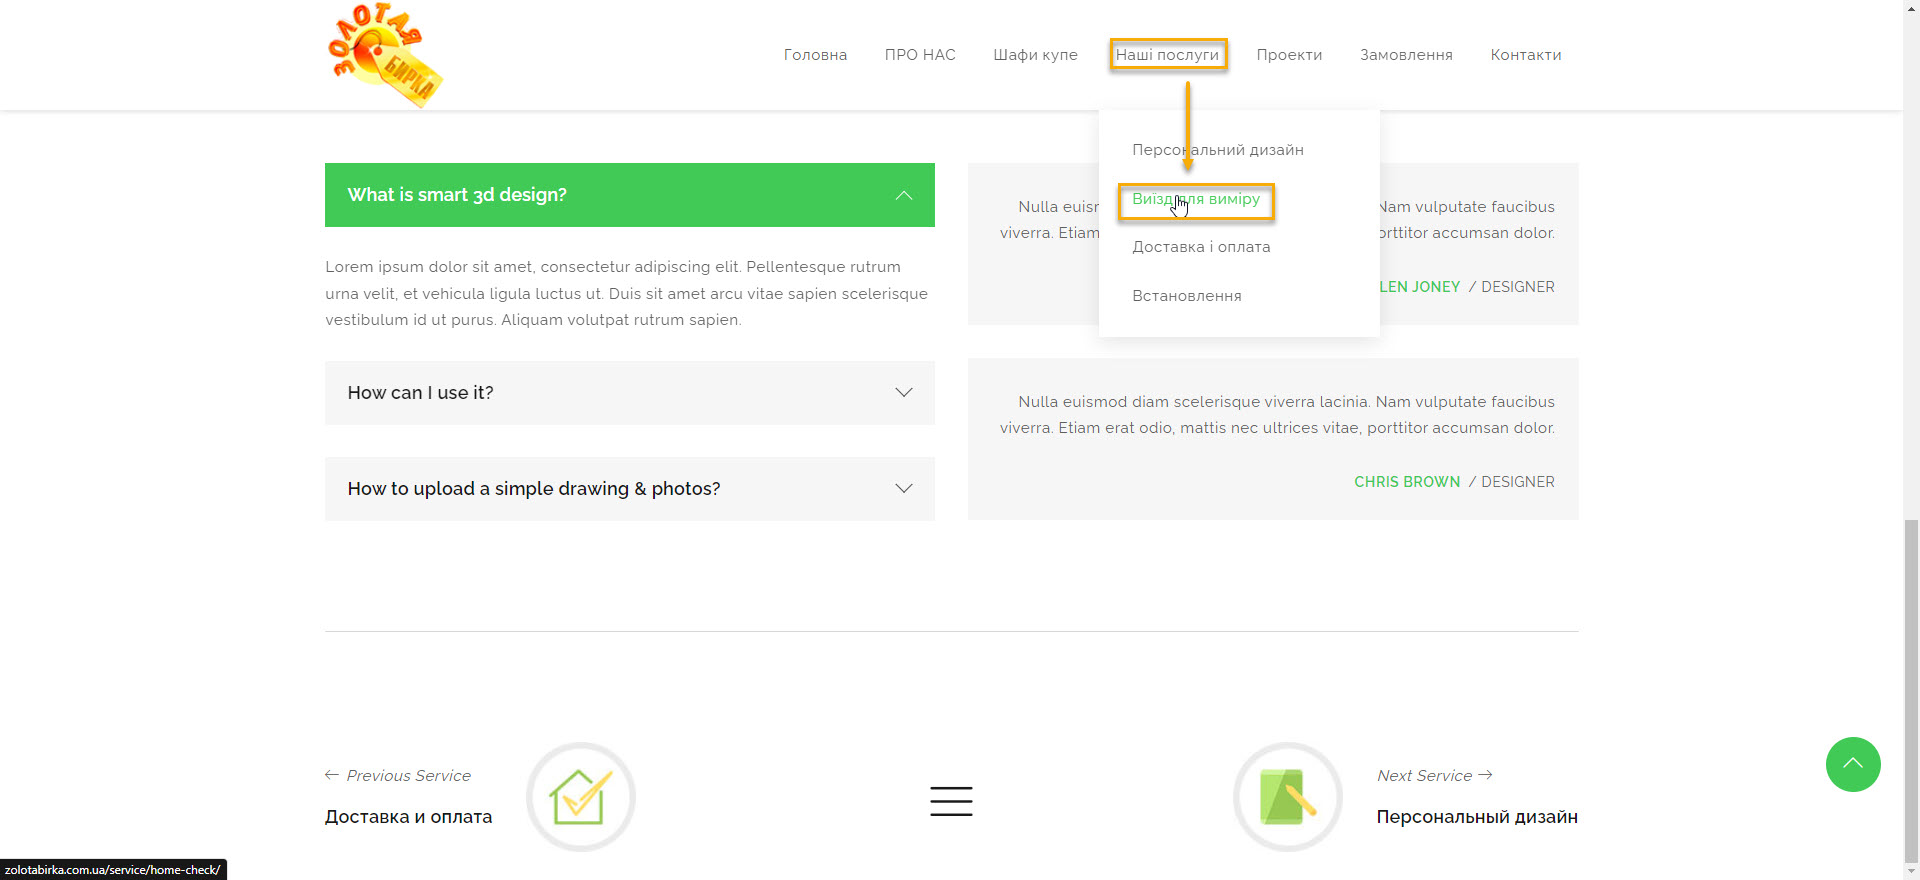 ЗОЛОТАЯ
БИРКА
Головна
ПРО НАС
Шафи купе
Наші послуги
Проекти
Замовлення
Контакти
Персональний дизайн
Виїзд для виміру
Доставка і оплата
Встановлення
What is smart 3d design?
Lorem ipsum dolor sit amet, consectetur adipiscing elit. Pellentesque rutrum
urna velit, et vehicula ligula luctus ut. Duis sit amet arcu vitae sapien scelerisque
vestibulum id ut purus. Aliquam volutpat rutrum sapien.
How can I use it?
How to upload a simple drawing & photos?
Nulla Nam vulputate faucibus
viverra. Etiam porttitor accumsan dolor.
JONEY / DESIGNER
Nulla euismod diam scelerisque viverra lacinia. Nam vulputate faucibus
viverra. Etiam erat odio, mattis nec ultrices vitae, porttitor accumsan dolor.
CHRIS BROWN / DESIGNER
Previous Service
Доставка и оплата
Next Service
Персональный дизайн
zolotabirka.com.ua/service/home-check/